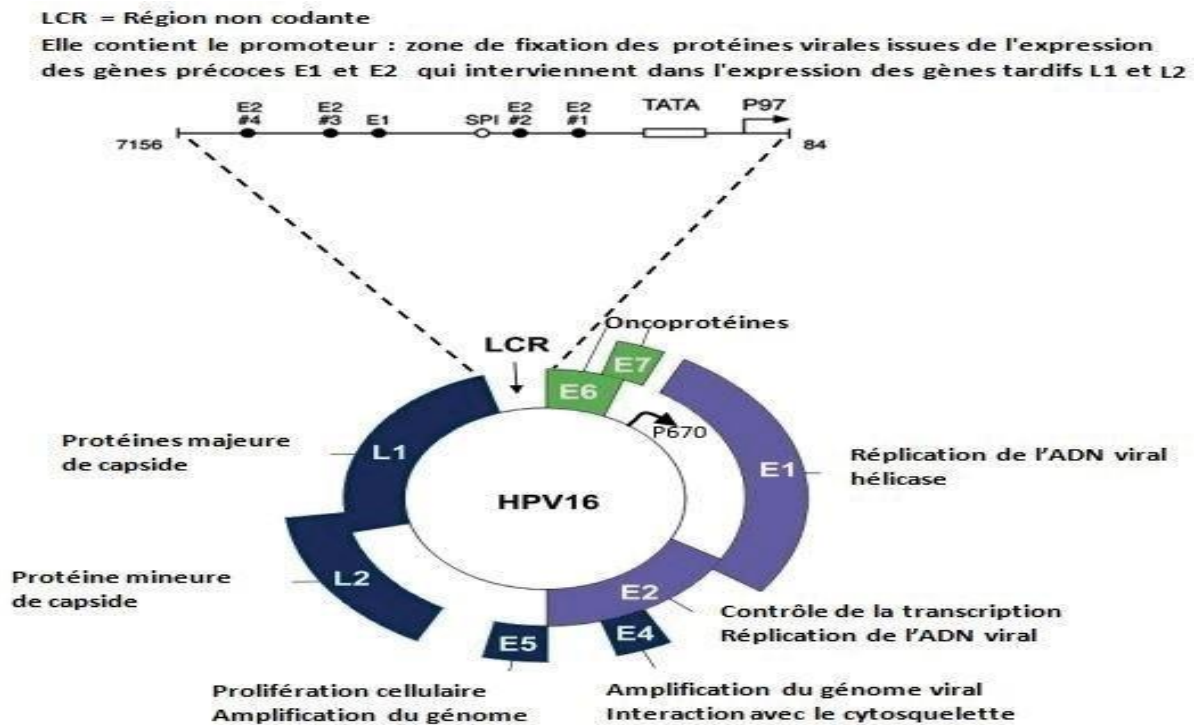 LCR = Région non codante
Elle contient le promoteur : zone de fixation des protéines virales issues de l'expression
des gènes précoces E1 et E2 qui interviennent dans l'expression des gènes tardifs L1 et L2
E2 E2 E2 E2 TATA P97
#4 #3 E1 SPI #2 #1
7156 84
Oncoprotéines
LCR
E7
E6
P670
Protéines majeure
de capside
L1
E1
Réplication de l'ADN viral
hélicase
HPV16
Protéine mineure
de capside
L2
E2
Contrôle de la transcription
Réplication de l'ADN viral
E5
E4
Prolifération cellulaire
Amplification du génome
Amplification du génome viral
Interaction avec le cytosquelette